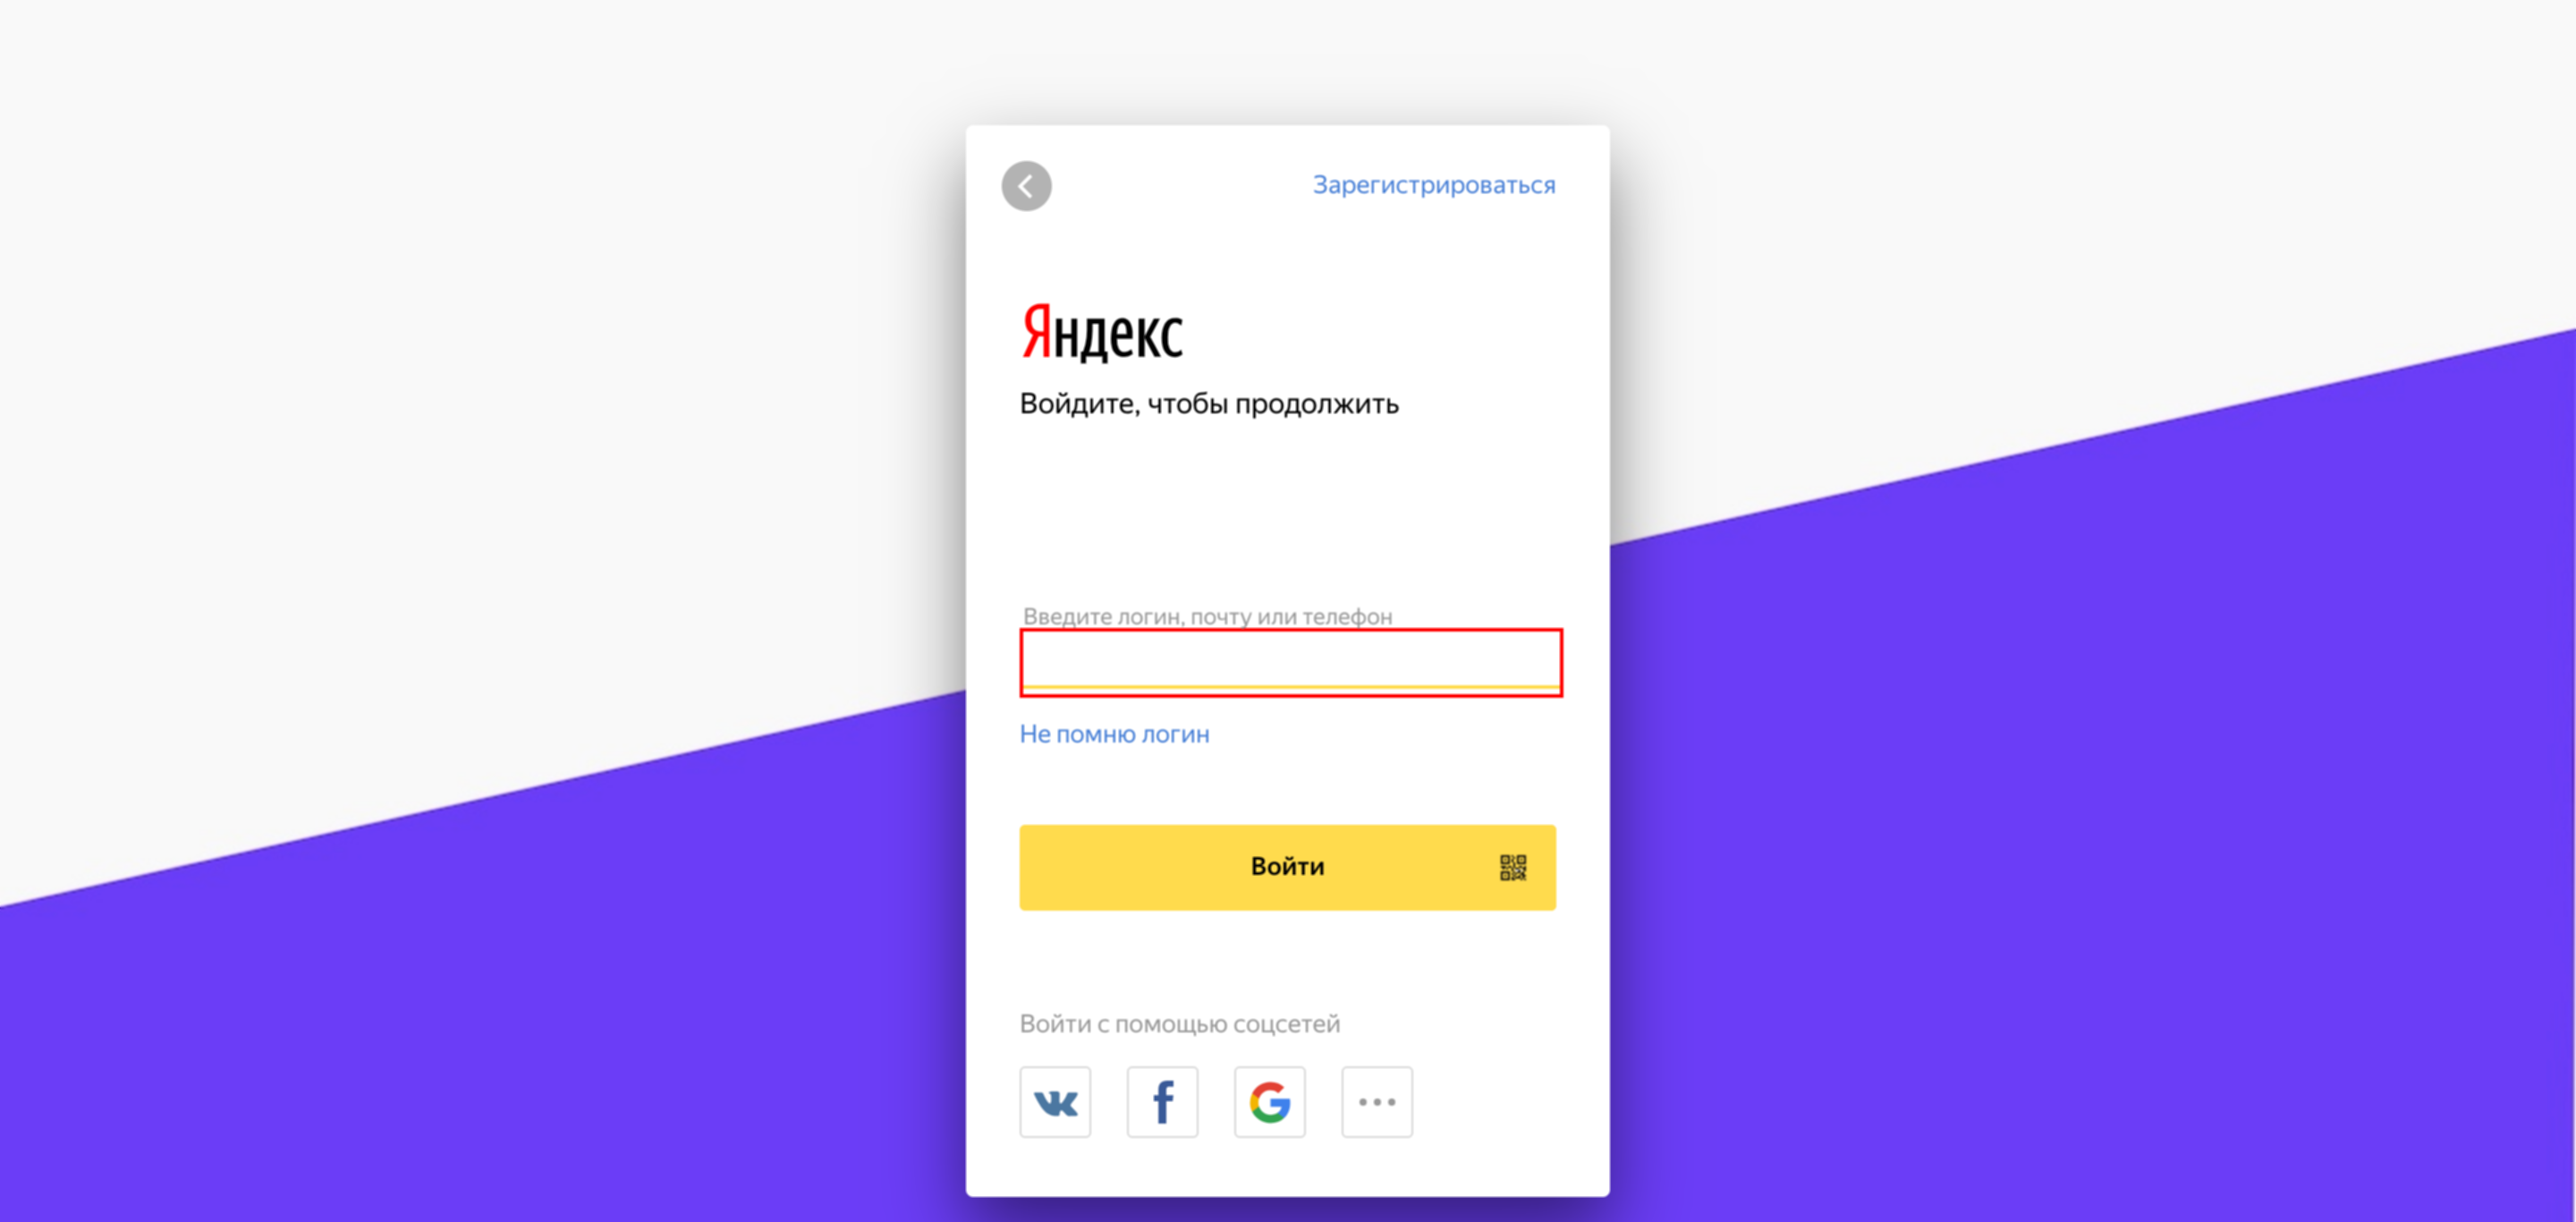 Зарегистрироваться
Яндекс
Войдите, чтобы продолжить
Введите логин, почту или телефон
Не помню логин
Войти
Войти с помощью соцсетей